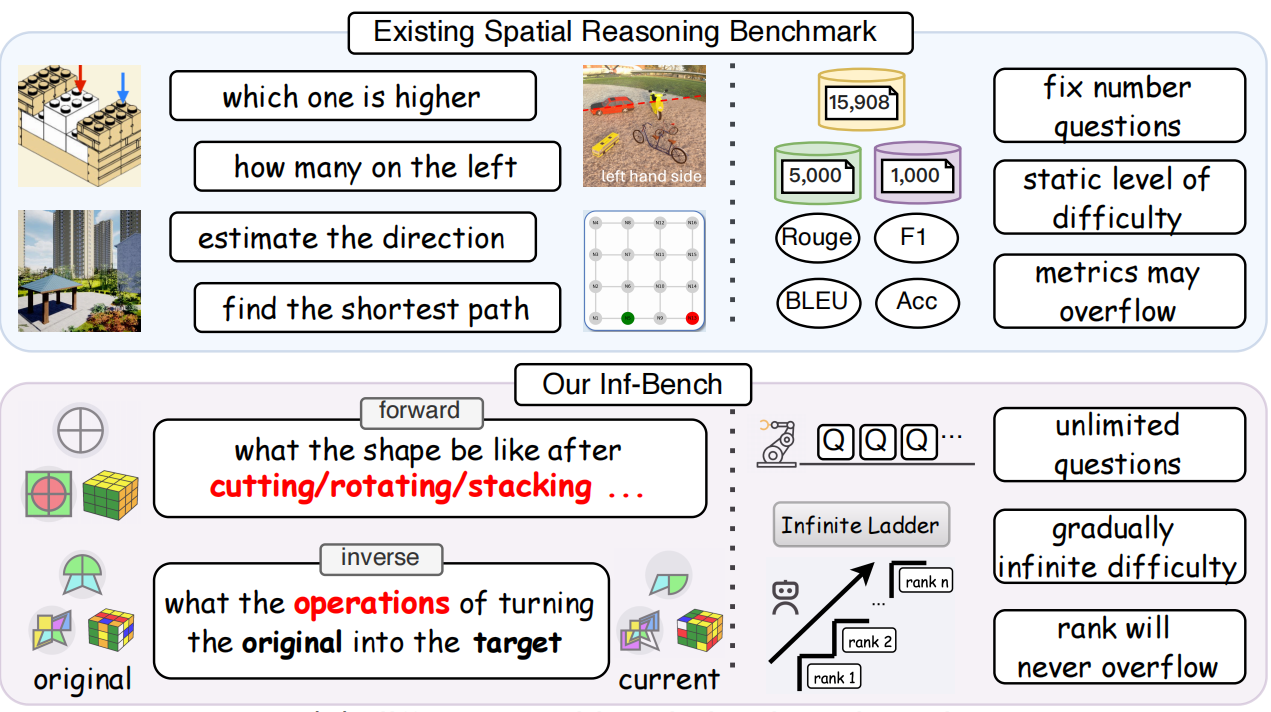 Existing Spatial Reasoning Benchmark
which one is higher
how many on the left
left hand side
estimate the direction
find the shortest path
N4 N8 N12 N16
N3 N7 N11 N15
N2 N6 N10 N14
N1 N9
15,908
5,000
1,000
Rouge
F1
BLEU
Acc
fix number
questions
static level of
difficulty
metrics may
overflow
Our Inf-Bench
forward
what the shape be like after
cutting/rotating/stacking ...
inverse
what the operations of turning
the original into the target
original
current
Q Q Q ...
Infinite Ladder
rank n
...
rank 2
rank 1
unlimited
questions
gradually
infinite difficulty
rank will
never overflow